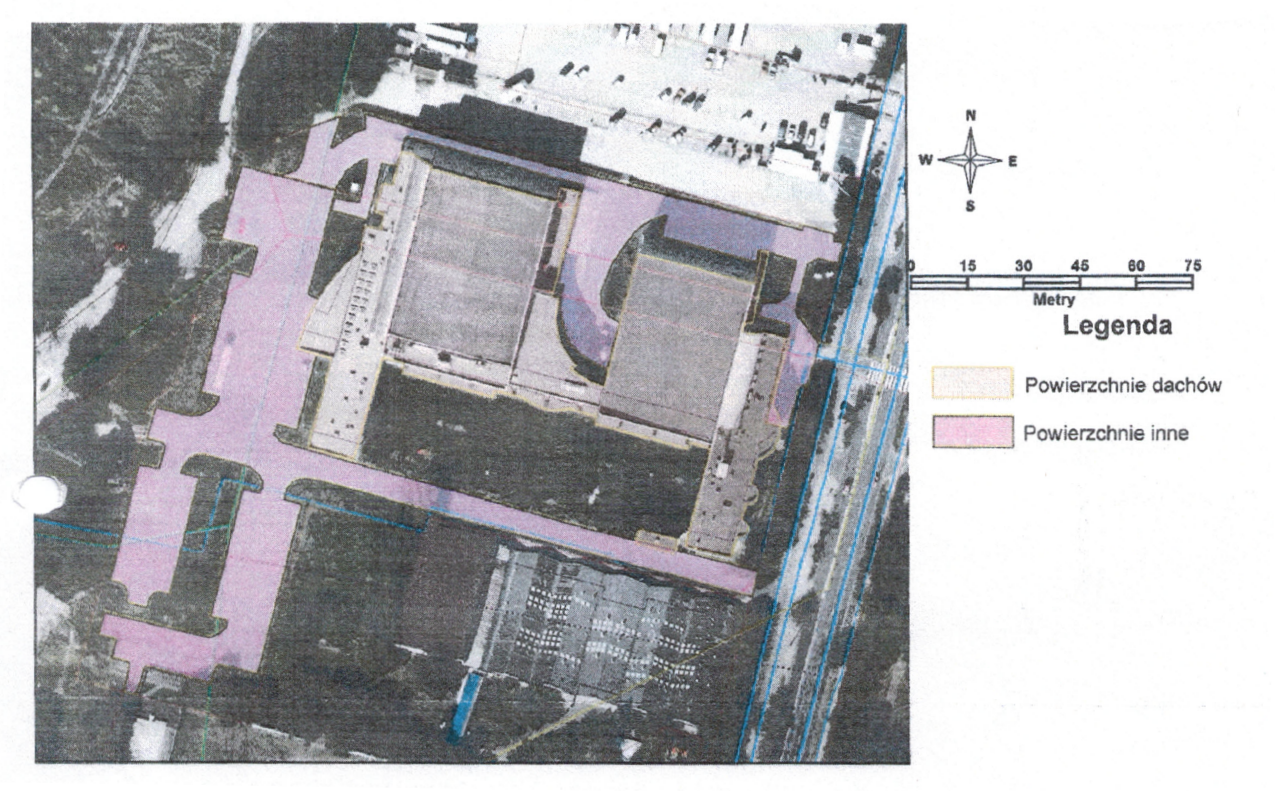 N
W E
S
0 15 30 45 60 75
Metry
Legenda
Powierzchnie dachów
Powierzchnie inne